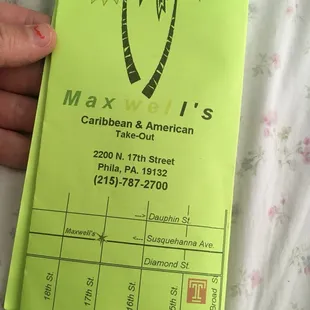 Maxwell's
Caribbean & American
Take-Out
2200 N. 17th Street
Phila, PA. 19132
(215)-787-2700
Dauphin St.
Maxwell's
Susquehanna Ave.
Diamond St.
18th St.
17th St.
16th St.
15th St.
Broad St.
T